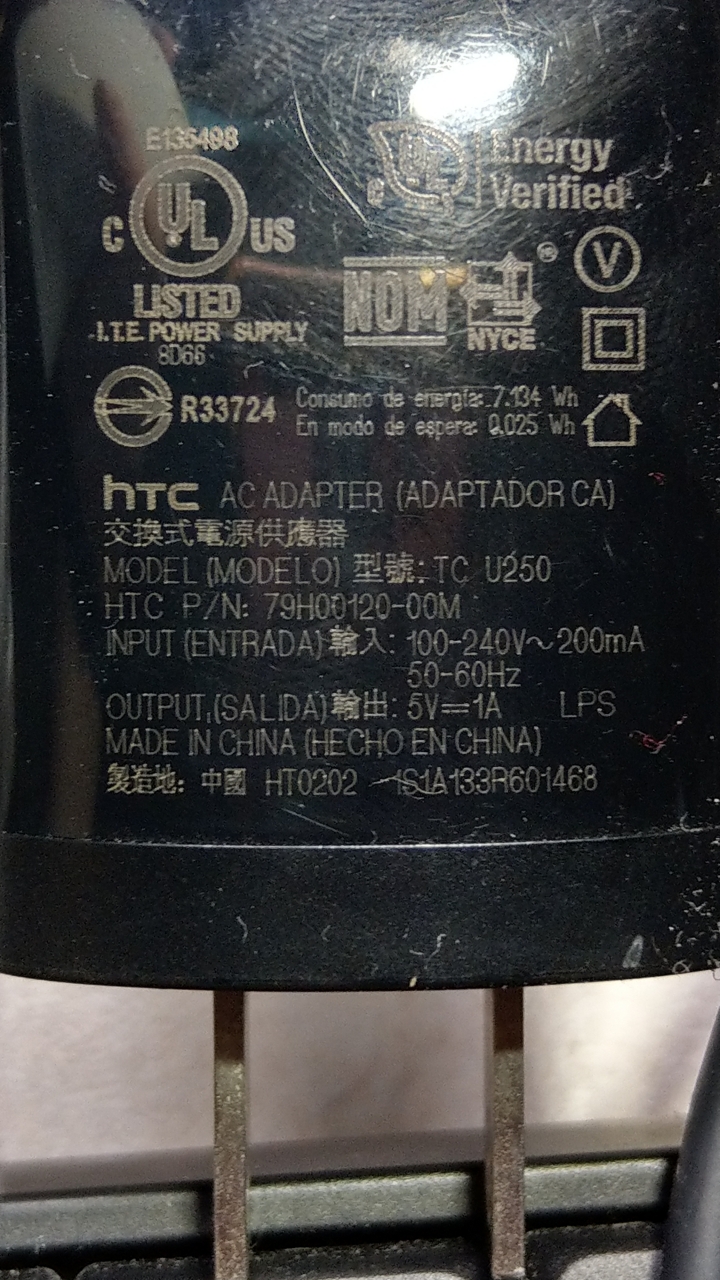 E135498
C UL US
LISTED
I.T.E. POWER SUPPLY
8D66
c UL Energy
Verified
NOM NYCE ®
V
R33724
Consumo de energía: 7.134 Wh
En modo de espera: 0.025 Wh
hTC AC ADAPTER (ADAPTADOR CA)
交換式電源供應器
MODEL (MODELO) 型號: TC U250
HTC P/N: 79H00120-00M
INPUT (ENTRADA) 輸入: 100-240V~200mA
50-60Hz
OUTPUT (SALIDA) 輸出: 5V⎓1A LPS
MADE IN CHINA (HECHO EN CHINA)
製造地: 中國 HT0202 1S1A133R601468